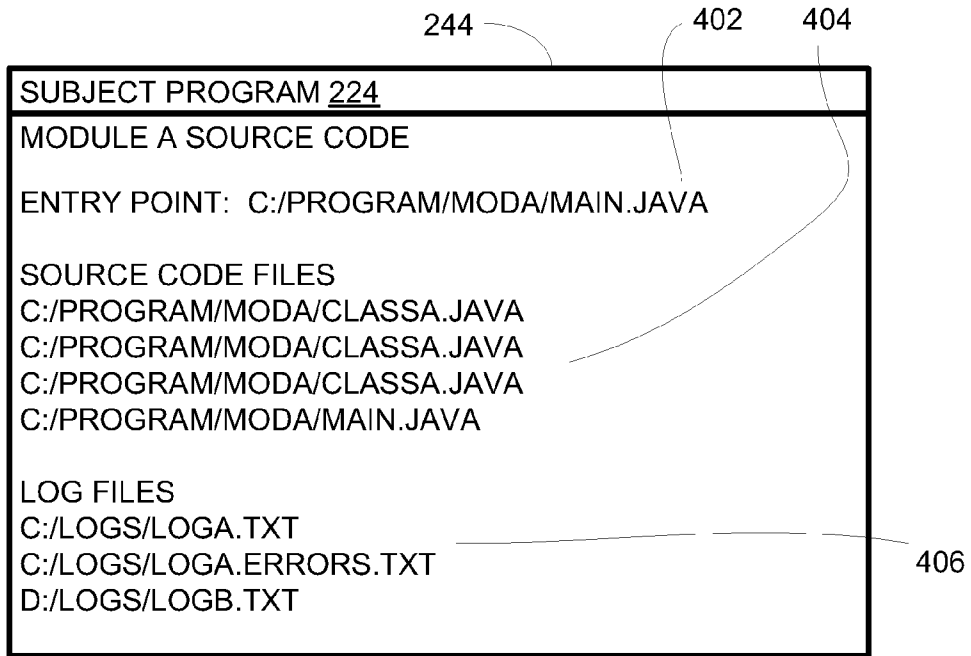 244
402
404
SUBJECT PROGRAM 224
MODULE A SOURCE CODE
ENTRY POINT: C:/PROGRAM/MODA/MAIN.JAVA
SOURCE CODE FILES
C:/PROGRAM/MODA/CLASSA.JAVA
C:/PROGRAM/MODA/CLASSA.JAVA
C:/PROGRAM/MODA/CLASSA.JAVA
C:/PROGRAM/MODA/MAIN.JAVA
LOG FILES
C:/LOGS/LOGA.TXT
C:/LOGS/LOGA.ERRORS.TXT
406
D:/LOGS/LOGB.TXT